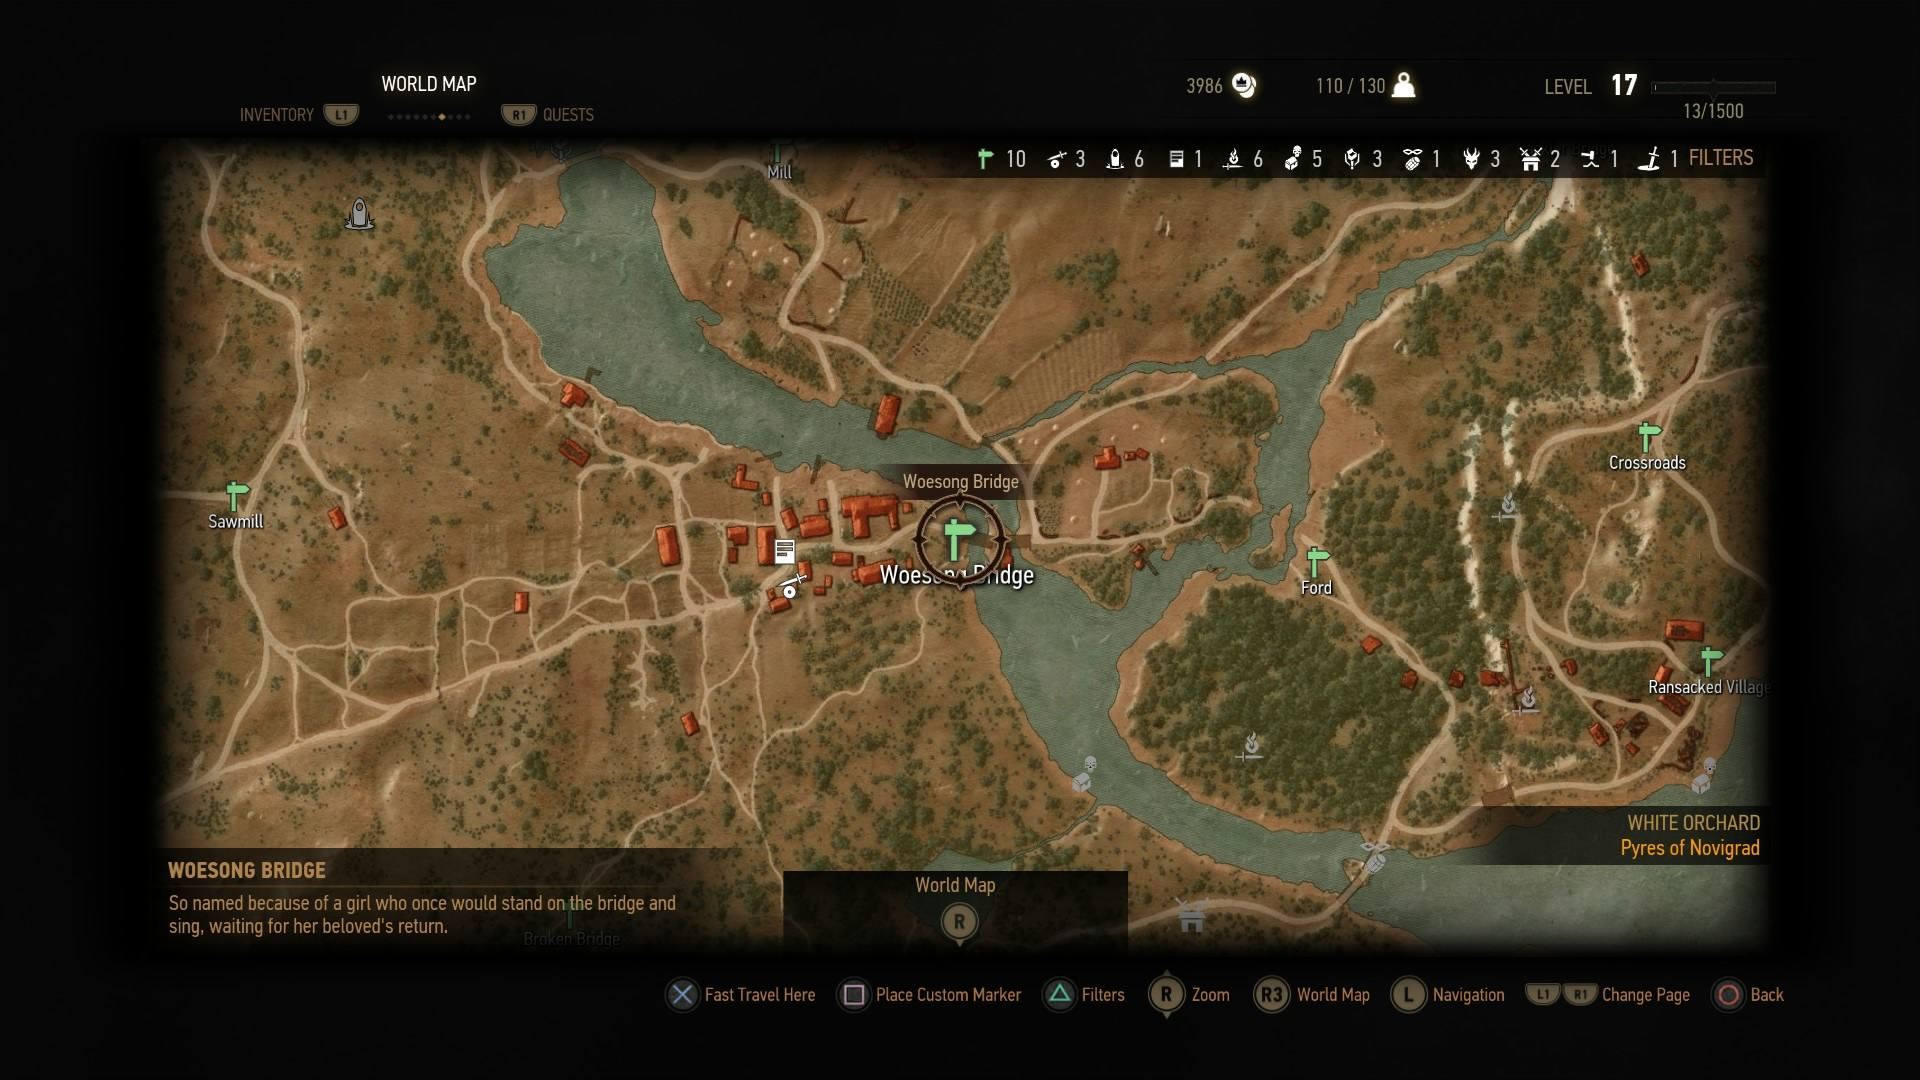 WORLD MAP
INVENTORY L1 R1 QUESTS
3986 110 / 130 LEVEL 17
13/1500
10 3 6 1 6 5 3 1 3 2 1 1 FILTERS
Mill
Crossroads
Woesong Bridge
Sawmill
Woesong Bridge
Ford
Ransacked Village
WHITE ORCHARD
Pyres of Novigrad
WOESONG BRIDGE
So named because of a girl who once would stand on the bridge and
sing, waiting for her beloved's return.
Broken Bridge
World Map
R
Fast Travel Here Place Custom Marker Filters R Zoom R3 World Map L Navigation L1 R1 Change Page Back